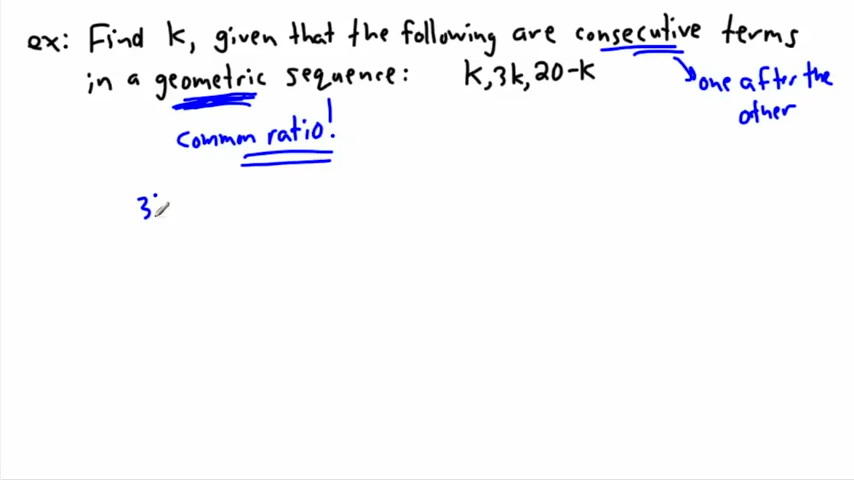 ex: Find k, given that the following are consecutive terms
in a geometric sequence: k, 3k, 20-k
one after the
other
common ratio!
3